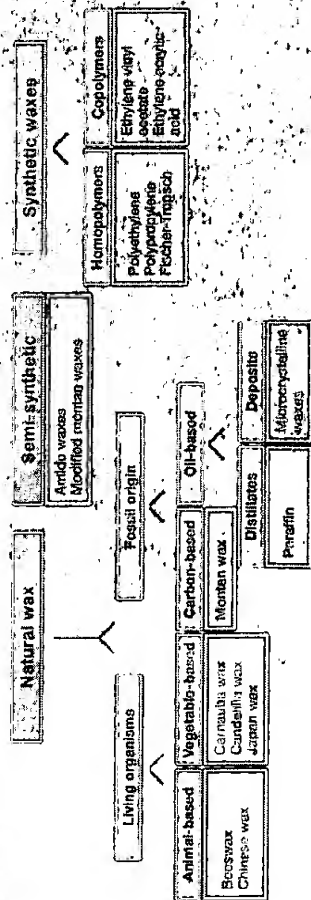 Natural wax
Semi-synthetic
Amido waxes
Modified montan waxes
Synthetic waxes
Homopolymers
Polyethylene
Polypropylene
Fischer-Tropsch
Copolymers
Ethylene vinyl
acetate
Ethylene acrylic
acid
Living organisms
Fossil origin
Animal-based
Beeswax
Chinese wax
Vegetable-based
Carnauba wax
Candelilla wax
Japan wax
Carbon-based
Montan wax
Oil-based
Distillates
Paraffin
Deposits
Microcrystalline
waxes